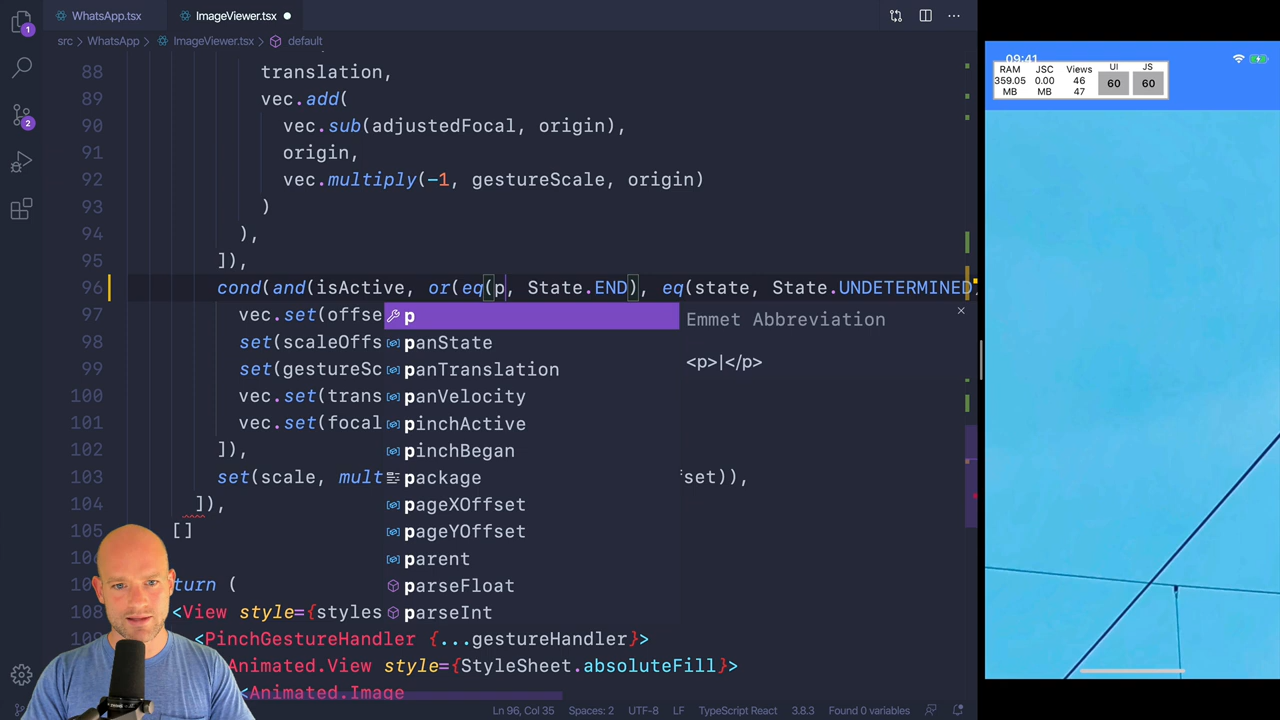 WhatsApp.tsx
ImageViewer.tsx
src > WhatsApp > ImageViewer.tsx > default
88 translation,
89 vec.add(
90 vec.sub(adjustedFocal, origin),
91 origin,
92 vec.multiply(-1, gestureScale, origin)
93 )
94 ),
95 ]),
96 cond(and(isActive, or(eq(p, State.END), eq(state, State.UNDETERMINED)
97 vec.set(offse
98 set(scaleOffs
99 set(gestureSc
100 vec.set(trans
101 vec.set(focal
102 ]),
103 set(scale, mult fset)),
104 ]),
105 []
turn (
108 <View style={styles
<PinchGestureHandler {...gestureHandler}>
<Animated.View style={StyleSheet.absoluteFill}>
<Animated.Image
p
panState
panTranslation
panVelocity
pinchActive
pinchBegan
package
pageXOffset
pageYOffset
parent
parseFloat
parseInt
Emmet Abbreviation
<p>|</p>
1
2
Ln 96, Col 35
Spaces: 2
UTF-8
LF
TypeScript React
3.8.3
Found 0 variables
09:41
RAM
359.05
MB
JSC
0.00
MB
Views
46
47
UI
60
JS
60